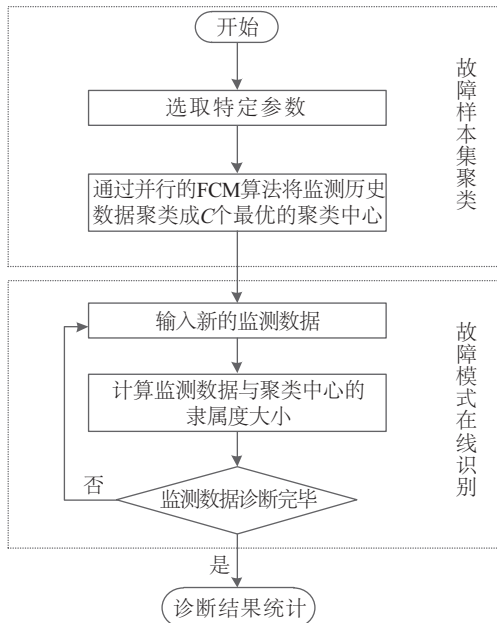 开始
选取特定参数
通过并行的FCM算法将监测历史
数据聚类成C个最优的聚类中心
故障样本集聚类
输入新的监测数据
计算监测数据与聚类中心的
隶属度大小
否
监测数据诊断完毕
故障模式在线识别
是
诊断结果统计